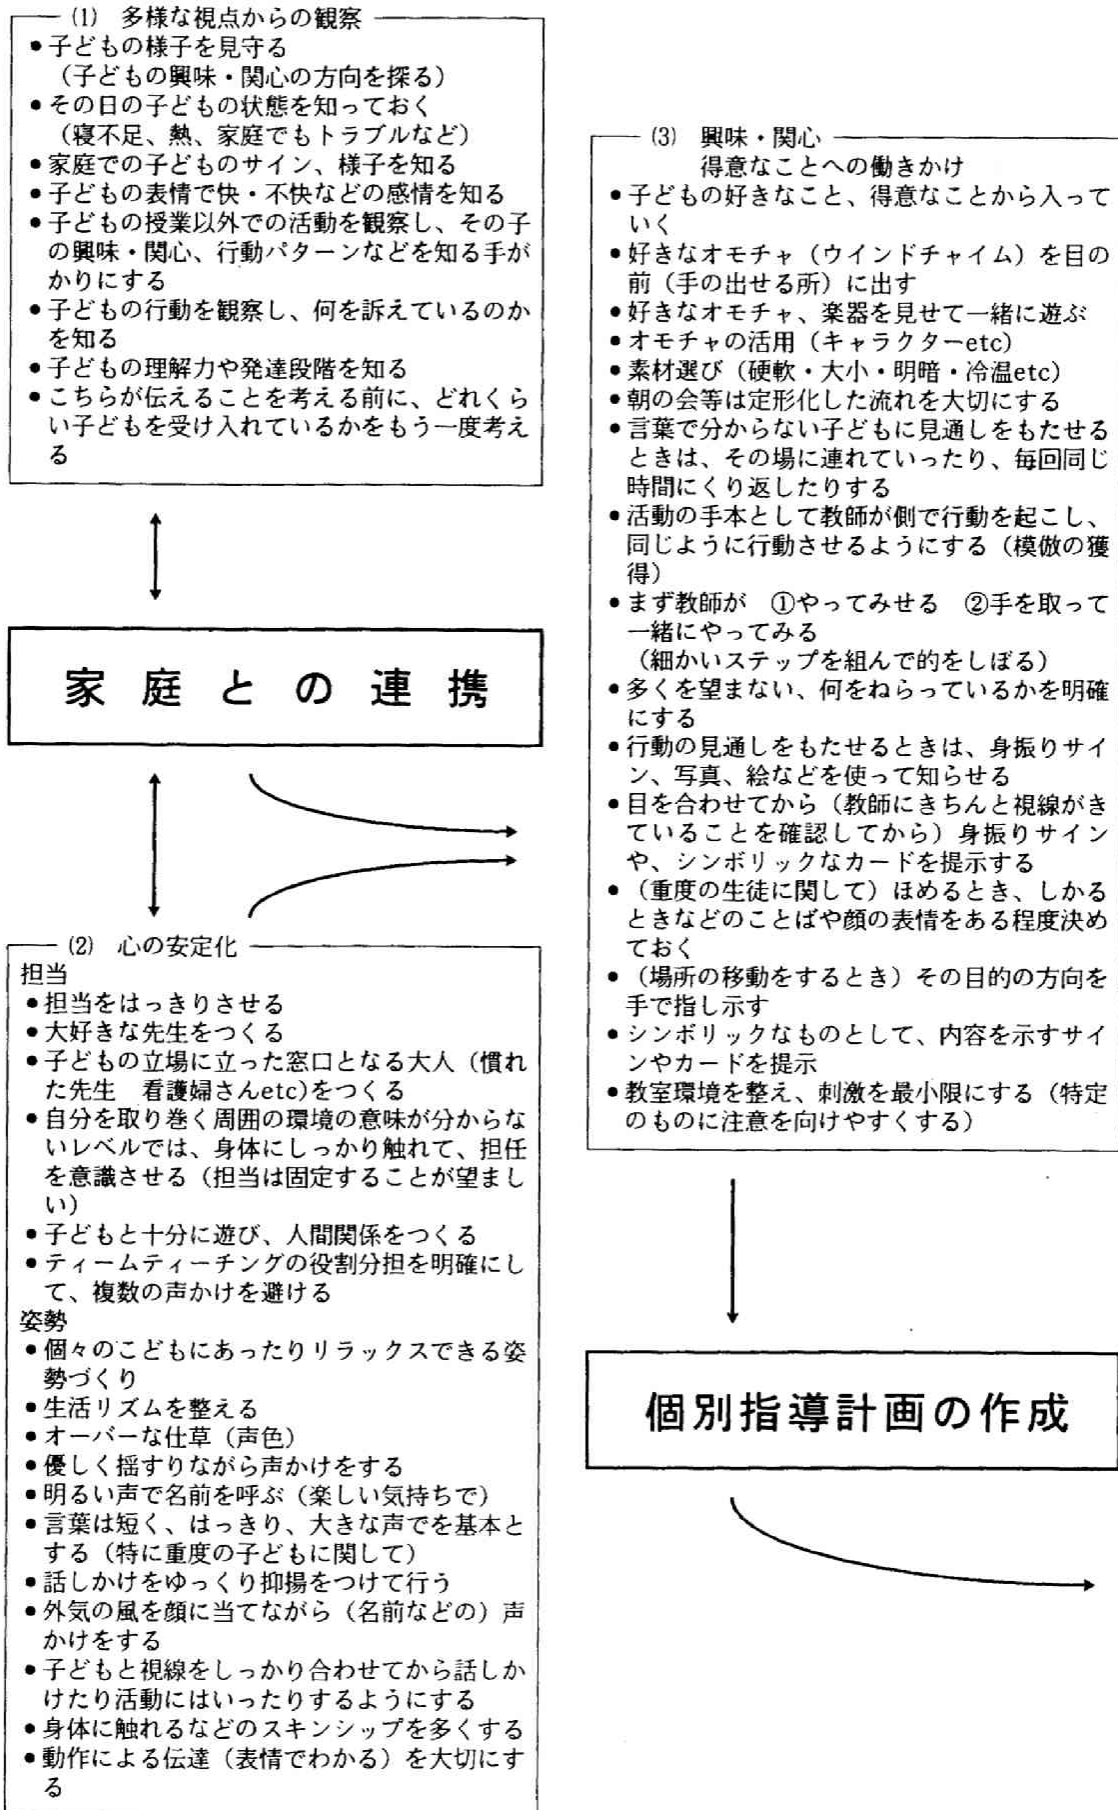 (1) 多様な視点からの観察
●子どもの様子を見守る
（子どもの興味・関心の方向を探る）
●その日の子どもの状態を知っておく
（寝不足、熱、家庭でもトラブルなど）
●家庭での子どものサイン、様子を知る
●子どもの表情で快・不快などの感情を知る
●子どもの授業以外での活動を観察し、その子
の興味・関心、行動パターンなどを知る手が
かりにする
●子どもの行動を観察し、何を訴えているのか
を知る
●子どもの理解力や発達段階を知る
●こちらが伝えることを考える前に、どれくら
い子どもを受け入れているかをもう一度考え
る
家庭との連携
(2) 心の安定化
担当
●担当をはっきりさせる
●大好きな先生をつくる
●子どもの立場に立った窓口となる大人（慣れ
た先生　看護婦さんetc)をつくる
●自分を取り巻く周囲の環境の意味が分からな
いレベルでは、身体にしっかり触れて、担任
を意識させる（担当は固定することが望まし
い）
●子どもと十分に遊び、人間関係をつくる
●ティームティーチングの役割分担を明確にし
て、複数の声かけを避ける
姿勢
●個々のこどもにあったりリラックスできる姿
勢づくり
●生活リズムを整える
●オーバーな仕草（声色）
●優しく揺すりながら声かけをする
●明るい声で名前を呼ぶ（楽しい気持ちで）
●言葉は短く、はっきり、大きな声でを基本と
する（特に重度の子どもに関して）
●話しかけをゆっくり抑揚をつけて行う
●外気の風を顔に当てながら（名前などの）声
かけをする
●子どもと視線をしっかり合わせてから話しか
けたり活動にはいったりするようにする
●身体に触れるなどのスキンシップを多くする
●動作による伝達（表情でわかる）を大切にす
る
(3) 興味・関心
得意なことへの働きかけ
●子どもの好きなこと、得意なことから入って
いく
●好きなオモチャ（ウインドチャイム）を目の
前（手の出せる所）に出す
●好きなオモチャ、楽器を見せて一緒に遊ぶ
●オモチャの活用（キャラクターetc）
●素材選び（硬軟・大小・明暗・冷温etc）
●朝の会等は定形化した流れを大切にする
●言葉で分からない子どもに見通しをもたせる
ときは、その場に連れていったり、毎回同じ
時間にくり返したりする
●活動の手本として教師が側で行動を起こし、
同じように行動させるようにする（模倣の獲
得）
●まず教師が　①やってみせる　②手を取って
一緒にやってみる
（細かいステップを組んで的をしぼる）
●多くを望まない、何をねらっているかを明確
にする
●行動の見通しをもたせるときは、身振りサイ
ン、写真、絵などを使って知らせる
●目を合わせてから（教師にきちんと視線がき
ていることを確認してから）身振りサイン
や、シンボリックなカードを提示する
●（重度の生徒に関して）ほめるとき、しかる
ときなどのことばや顔の表情をある程度決め
ておく
●（場所の移動をするとき）その目的の方向を
手で指し示す
●シンボリックなものとして、内容を示すサイ
ンやカードを提示
●教室環境を整え、刺激を最小限にする（特定
のものに注意を向けやすくする）
個別指導計画の作成